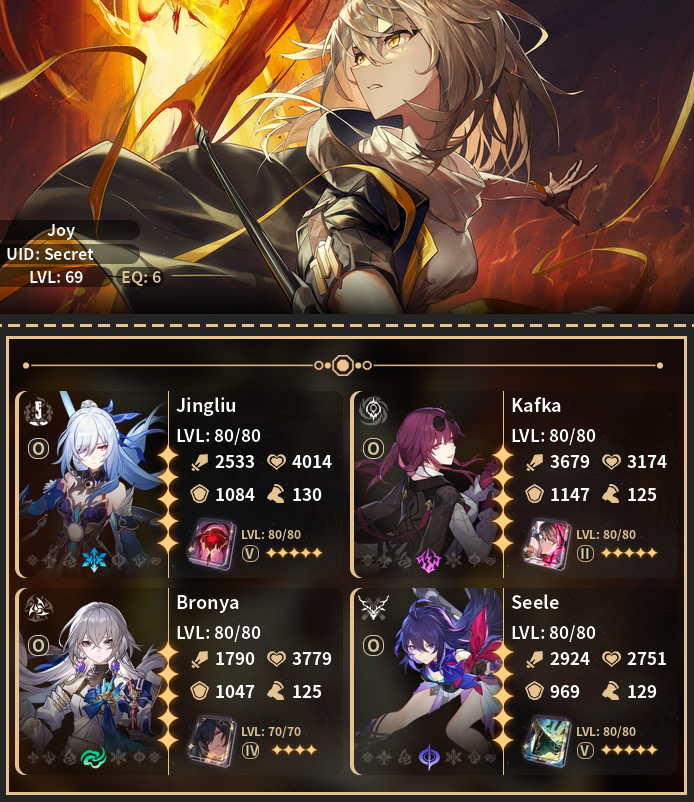 Joy
UID: Secret
LVL: 69 EQ: 6
Jingliu
LVL: 80/80
2533 4014
1084 130
LVL: 80/80
V
O
Kafka
LVL: 80/80
3679 3174
1147 125
LVL: 80/80
II
O
Bronya
LVL: 80/80
1790 3779
1047 125
LVL: 70/70
IV
O
Seele
LVL: 80/80
2924 2751
969 129
LVL: 80/80
V
O